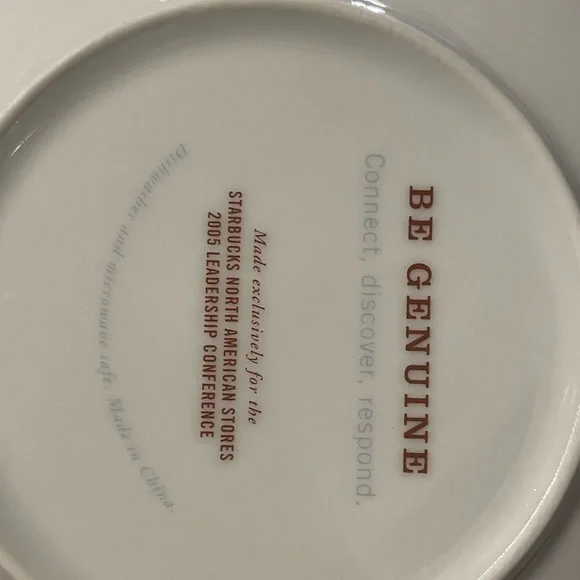 BE GENUINE
Connect, discover, respond.
Made exclusively for the
STARBUCKS NORTH AMERICAN STORES
2005 LEADERSHIP CONFERENCE
Dishwasher and microwave safe. Made in China.